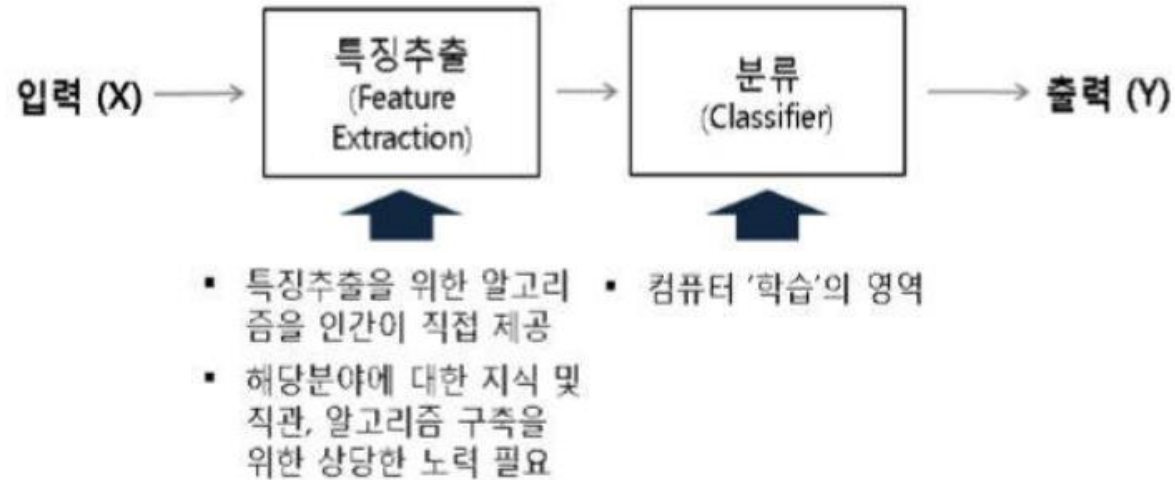 입력 (X)
특징추출
(Feature
Extraction)
분류
(Classifier)
출력 (Y)
▪ 특징추출을 위한 알고리
즘을 인간이 직접 제공
▪ 해당분야에 대한 지식 및
직관, 알고리즘 구축을
위한 상당한 노력 필요
▪ 컴퓨터 '학습'의 영역